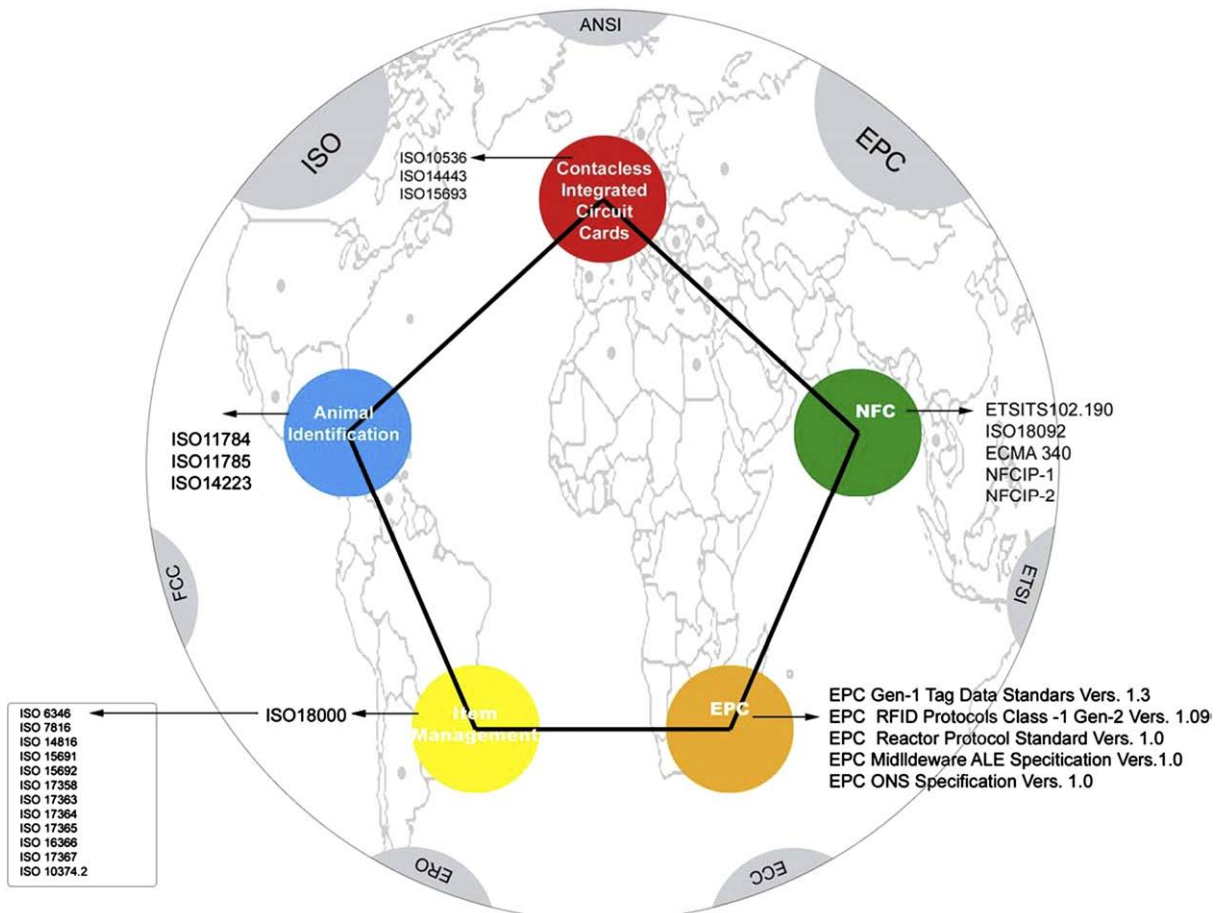 ANSI
ISO
EPC
ISO10536
ISO14443
ISO15693
Contacless
Integrated
Circuit
Cards
Animal
Identification
ISO11784
ISO11785
ISO14223
NFC
ETSITS102.190
ISO18092
ECMA 340
NFCIP-1
NFCIP-2
FCC
ETSI
Item
Management
ISO18000
ISO 6346
ISO 7816
ISO 14816
ISO 15691
ISO 15692
ISO 17358
ISO 17363
ISO 17364
ISO 17365
ISO 16366
ISO 17367
ISO 10374.2
EPC
EPC Gen-1 Tag Data Standars Vers. 1.3
EPC RFID Protocols Class -1 Gen-2 Vers. 1.09
EPC Reactor Protocol Standard Vers. 1.0
EPC Midlldeware ALE Specitication Vers.1.0
EPC ONS Specification Vers. 1.0
ERO
ECC